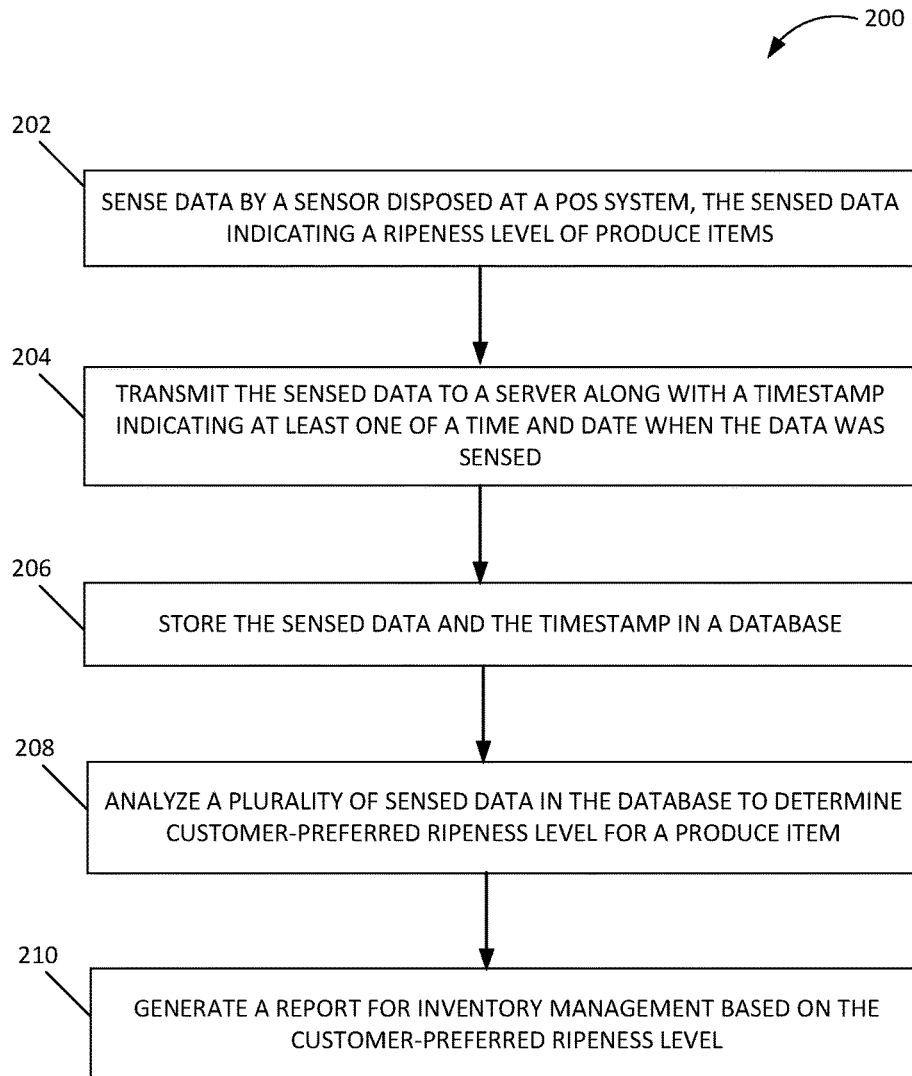 200
202
SENSE DATA BY A SENSOR DISPOSED AT A POS SYSTEM, THE SENSED DATA
INDICATING A RIPENESS LEVEL OF PRODUCE ITEMS
204
TRANSMIT THE SENSED DATA TO A SERVER ALONG WITH A TIMESTAMP
INDICATING AT LEAST ONE OF A TIME AND DATE WHEN THE DATA WAS
SENSED
206
STORE THE SENSED DATA AND THE TIMESTAMP IN A DATABASE
208
ANALYZE A PLURALITY OF SENSED DATA IN THE DATABASE TO DETERMINE
CUSTOMER-PREFERRED RIPENESS LEVEL FOR A PRODUCE ITEM
210
GENERATE A REPORT FOR INVENTORY MANAGEMENT BASED ON THE
CUSTOMER-PREFERRED RIPENESS LEVEL